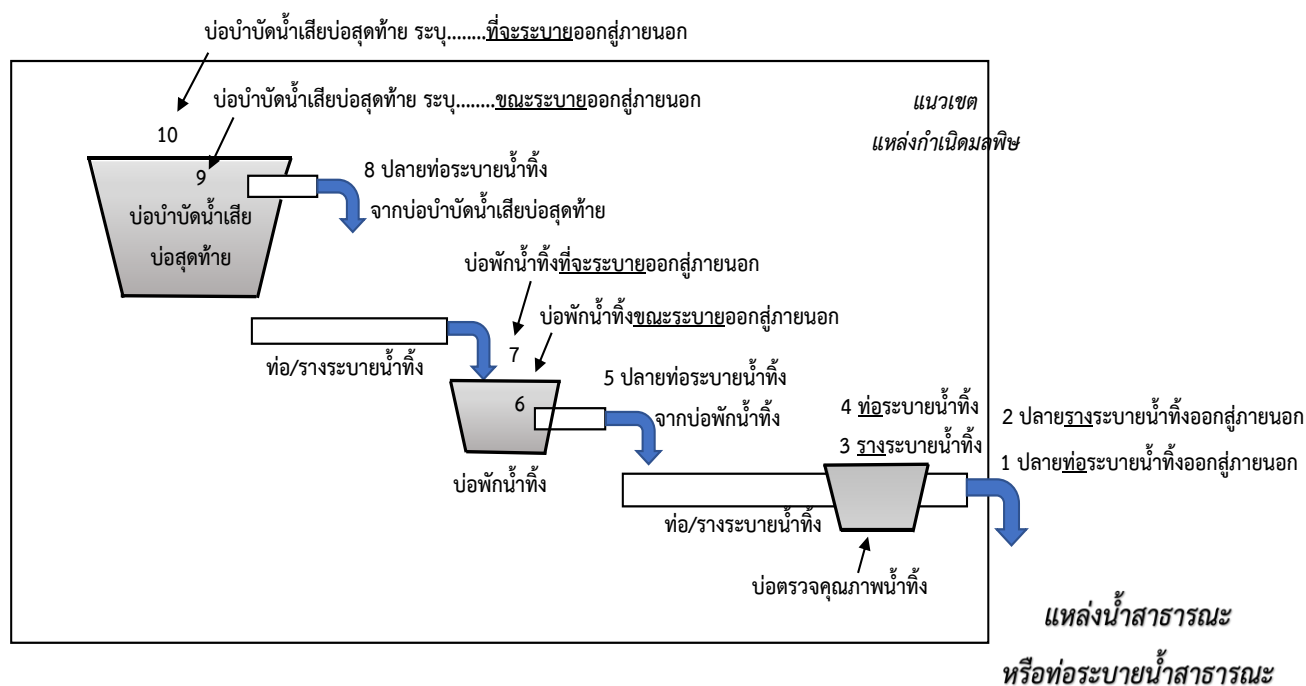 บ่อบำบัดน้ำเสียบ่อสุดท้าย ระบุ........ที่จะระบายออกสู่ภายนอก
บ่อบำบัดน้ำเสียบ่อสุดท้าย ระบุ........ขณะระบายออกสู่ภายนอก
แนวเขต
แหล่งกำเนิดมลพิษ
10
9
บ่อบำบัดน้ำเสีย
บ่อสุดท้าย
8 ปลายท่อระบายน้ำทิ้ง
จากบ่อบำบัดน้ำเสียบ่อสุดท้าย
บ่อพักน้ำทิ้งที่จะระบายออกสู่ภายนอก
บ่อพักน้ำทิ้งขณะระบายออกสู่ภายนอก
ท่อ/รางระบายน้ำทิ้ง
7
6
บ่อพักน้ำทิ้ง
5 ปลายท่อระบายน้ำทิ้ง
จากบ่อพักน้ำทิ้ง
4 ท่อระบายน้ำทิ้ง
3 รางระบายน้ำทิ้ง
2 ปลายรางระบายน้ำทิ้งออกสู่ภายนอก
1 ปลายท่อระบายน้ำทิ้งออกสู่ภายนอก
ท่อ/รางระบายน้ำทิ้ง
บ่อตรวจคุณภาพน้ำทิ้ง
แหล่งน้ำสาธารณะ
หรือท่อระบายน้ำสาธารณะ